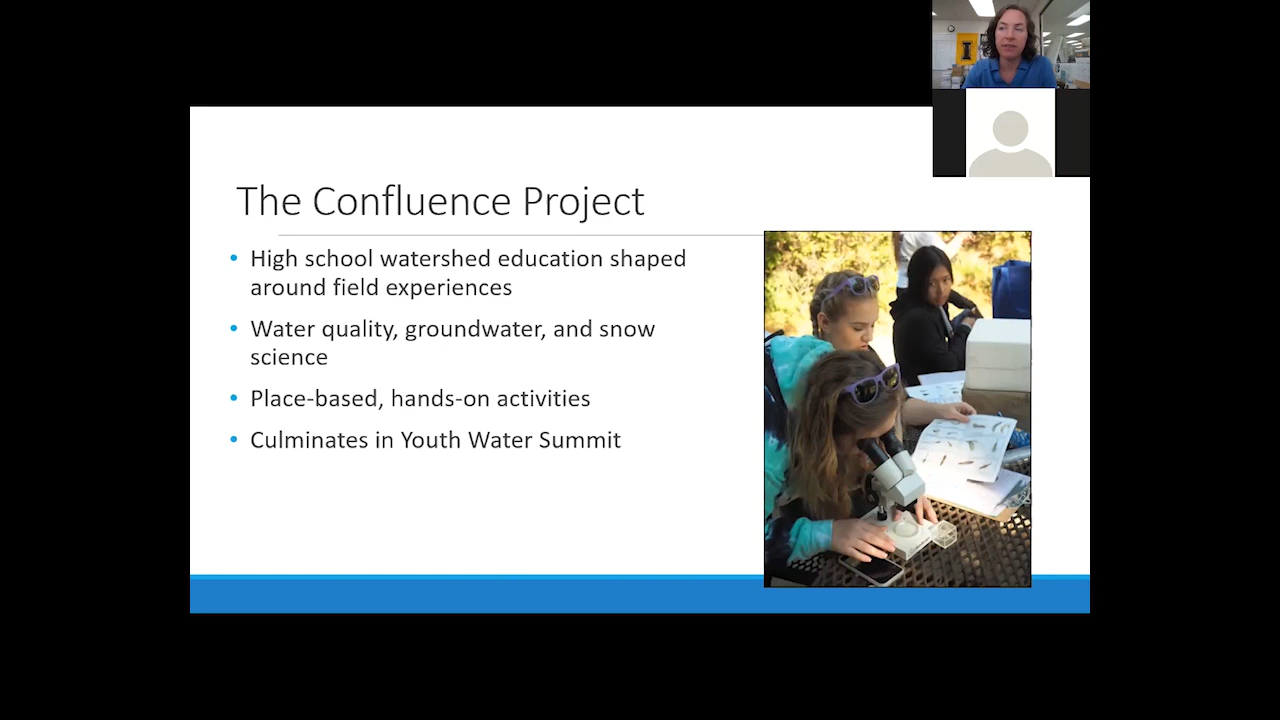 I
The Confluence Project
• High school watershed education shaped
around field experiences
• Water quality, groundwater, and snow
science
• Place-based, hands-on activities
• Culminates in Youth Water Summit